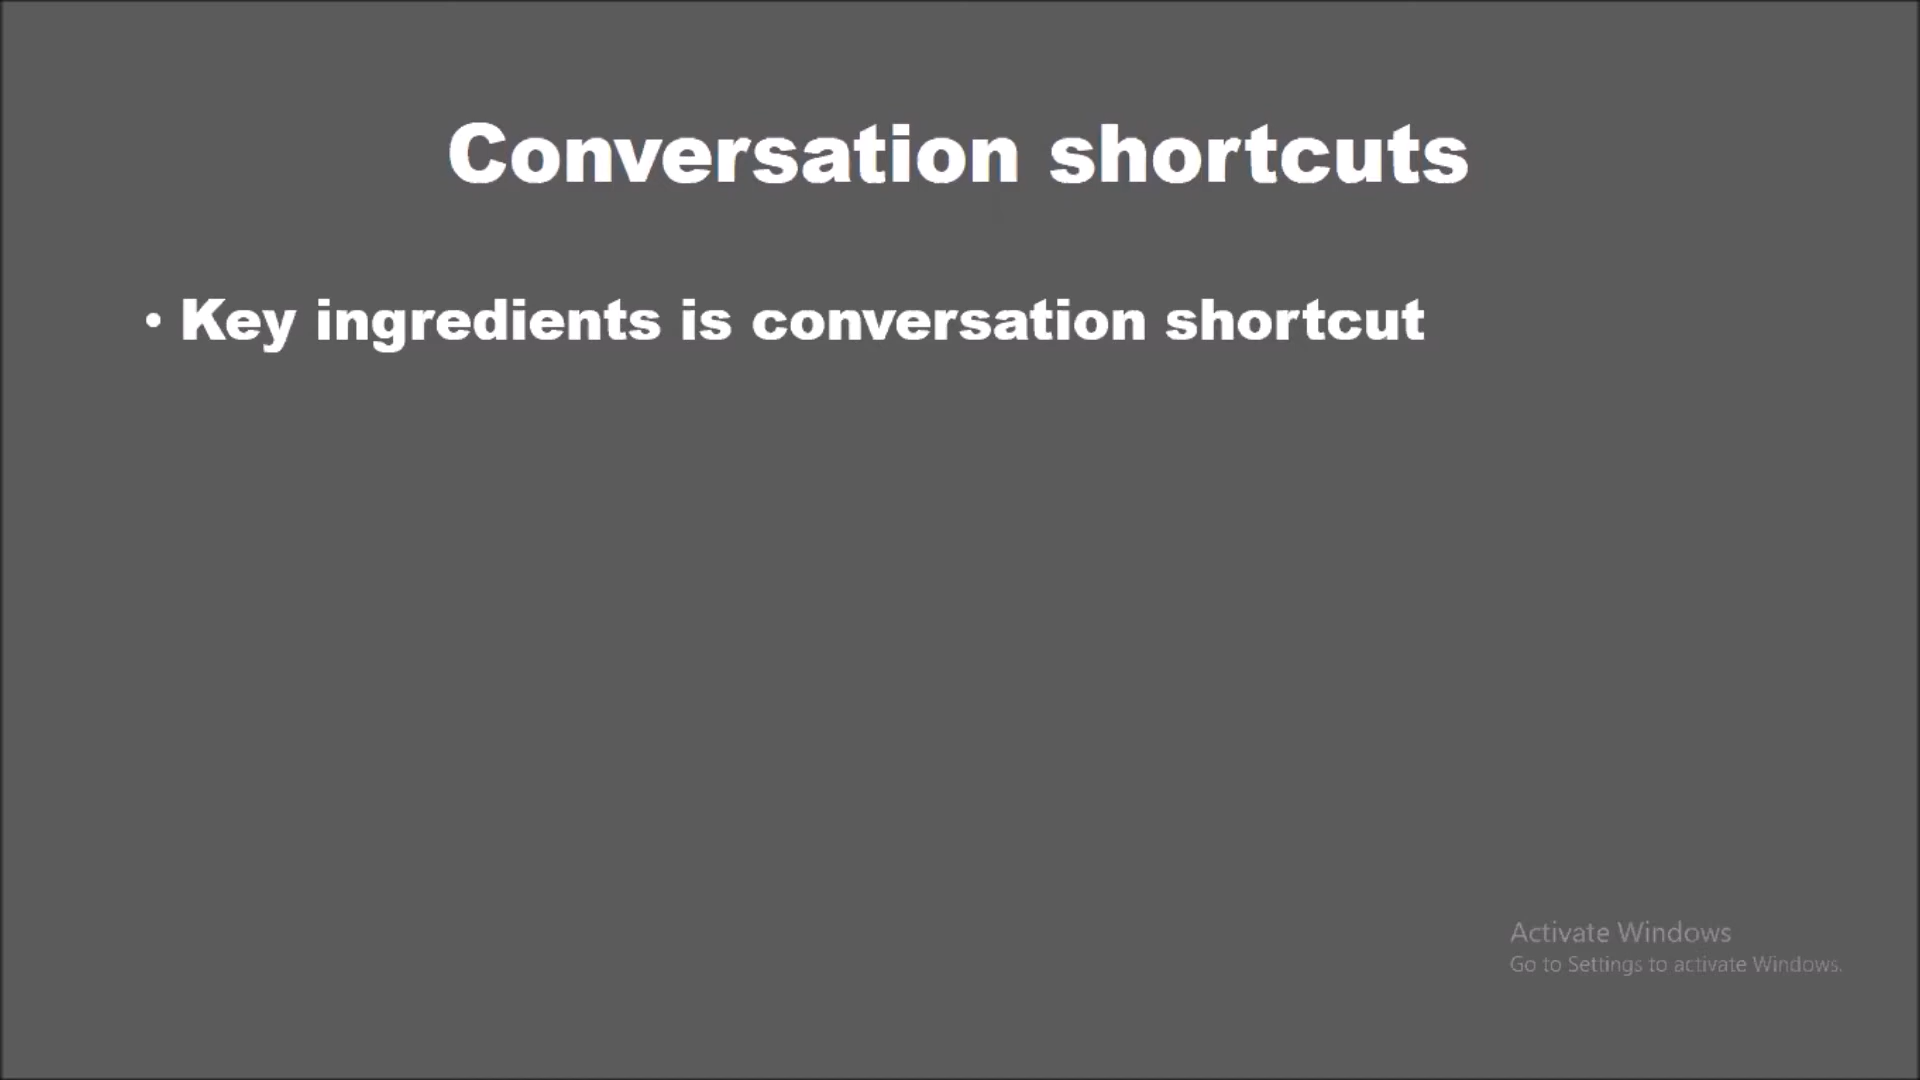 Conversation shortcuts
• Key ingredients is conversation shortcut
Activate Windows
Go to Settings to activate Windows.